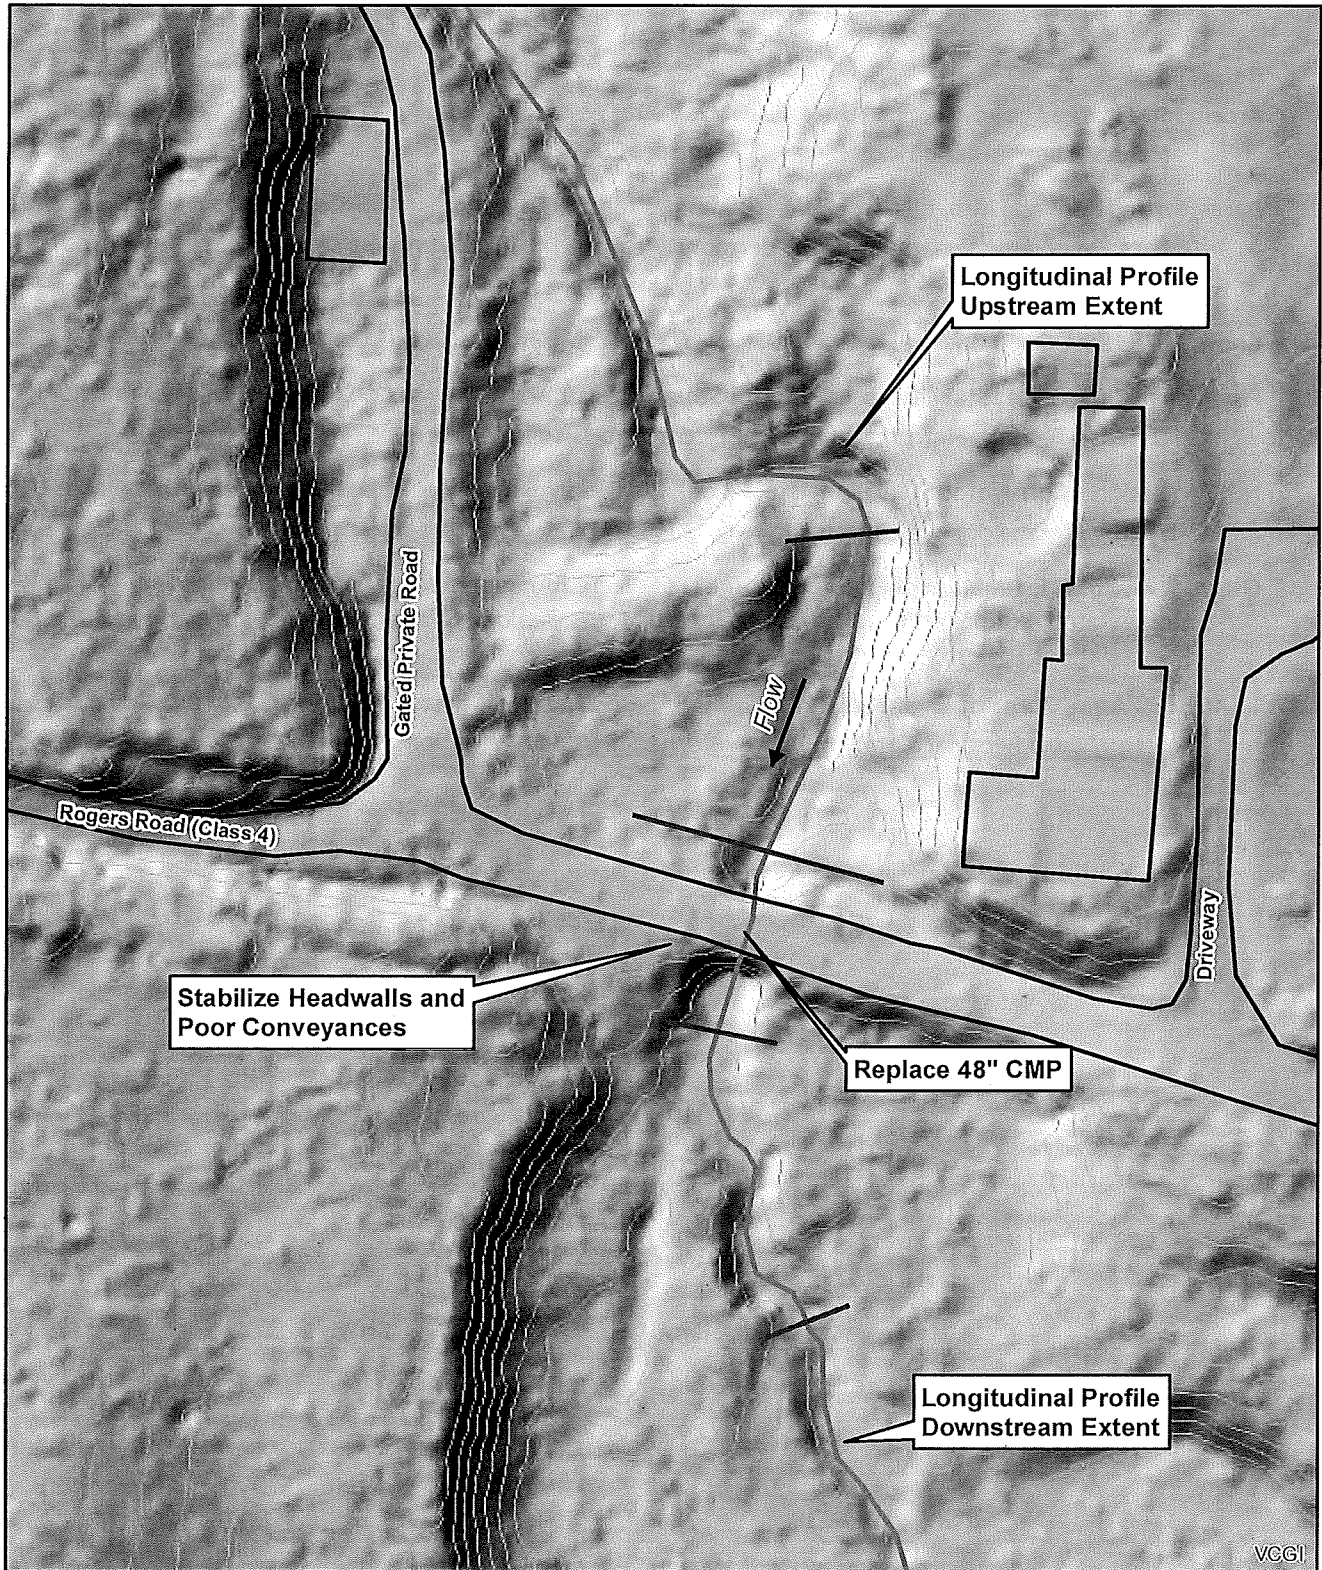 Longitudinal Profile
Upstream Extent
Gated Private Road
Flow
Rogers Road (Class 4)
Driveway
Stabilize Headwalls and
Poor Conveyances
Replace 48" CMP
Longitudinal Profile
Downstream Extent
VCGI